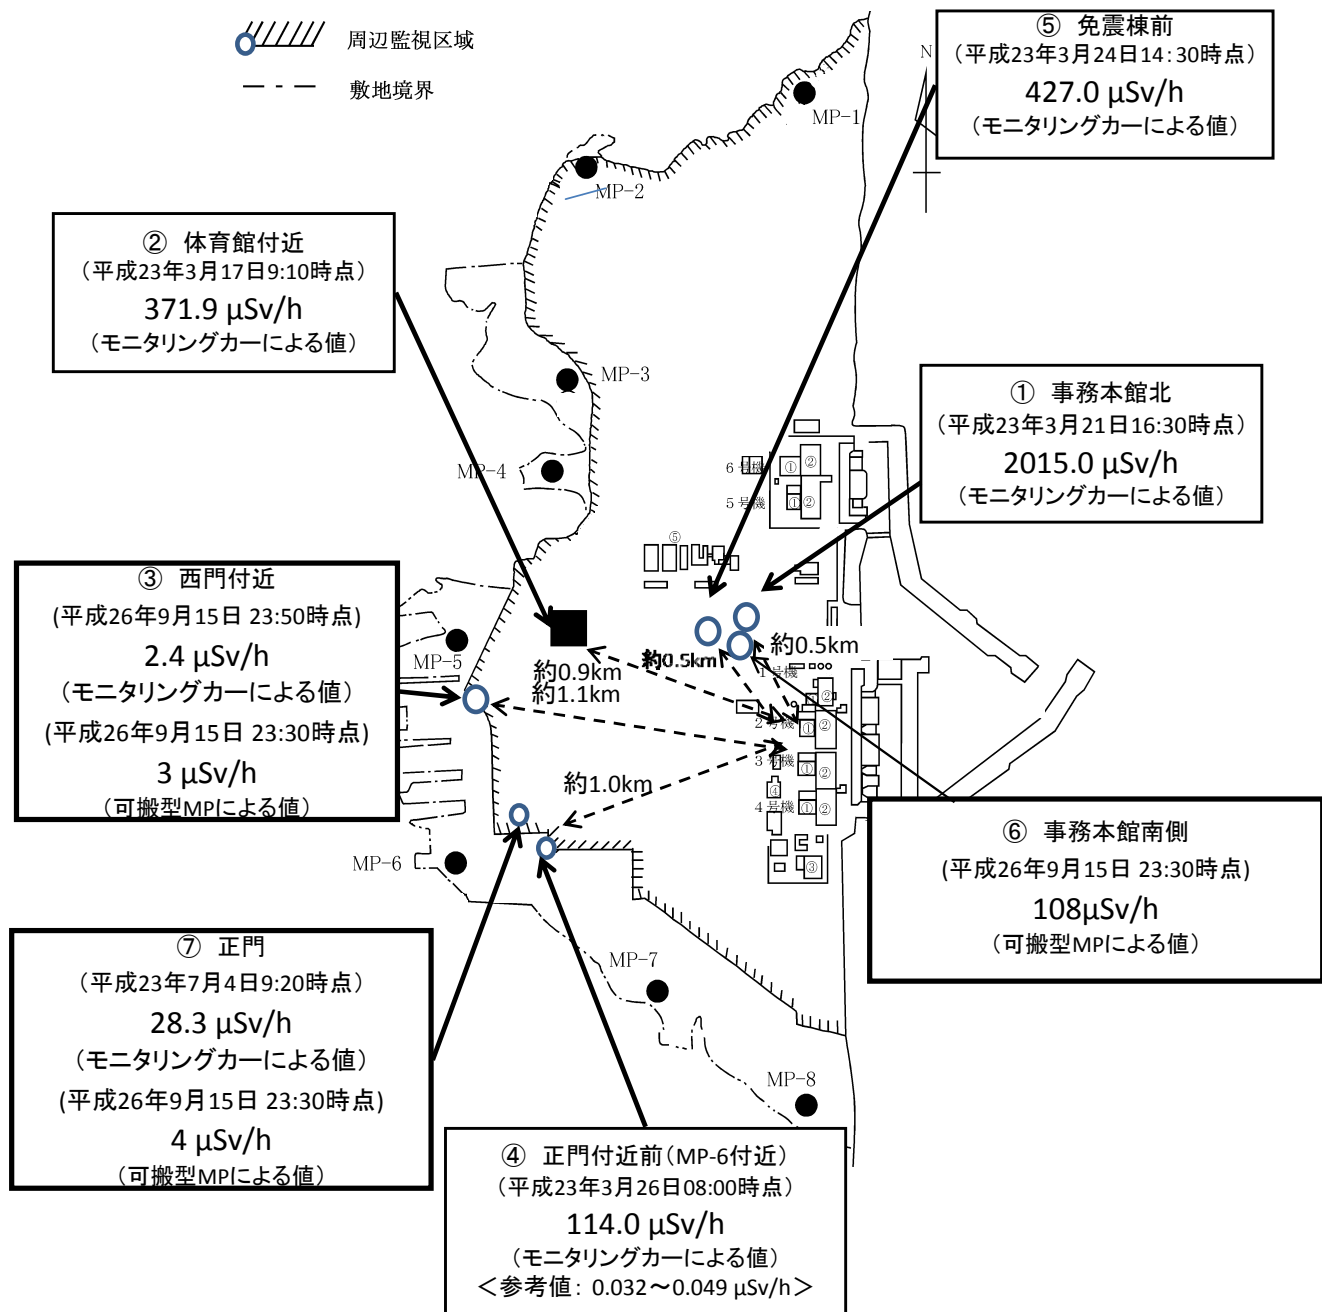 周辺監視区域
敷地境界
⑤ 免震棟前
（平成23年3月24日14:30時点）
427.0 μSv/h
（モニタリングカーによる値）
N
MP-1
MP-2
② 体育館付近
（平成23年3月17日9:10時点）
371.9 μSv/h
（モニタリングカーによる値）
MP-3
MP-4
① 事務本館北
（平成23年3月21日16:30時点）
2015.0 μSv/h
（モニタリングカーによる値）
6号機
① ②
5号機
① ②
⑤
③ 西門付近
(平成26年9月15日 23:50時点)
2.4 μSv/h
（モニタリングカーによる値）
(平成26年9月15日 23:30時点)
3 μSv/h
（可搬型MPによる値）
MP-5
約0.9km
約1.1km
約0.5km
約0.5km
1号機
②
2号機
① ②
3号機
① ②
④
4号機
① ②
③
約1.0km
MP-6
⑥ 事務本館南側
(平成26年9月15日 23:30時点)
108μSv/h
（可搬型MPによる値）
⑦ 正門
（平成23年7月4日9:20時点）
28.3 μSv/h
（モニタリングカーによる値）
(平成26年9月15日 23:30時点)
4 μSv/h
（可搬型MPによる値）
MP-7
MP-8
④ 正門付近前（MP-6付近）
（平成23年3月26日08:00時点）
114.0 μSv/h
（モニタリングカーによる値）
＜参考値: 0.032～0.049 μSv/h＞